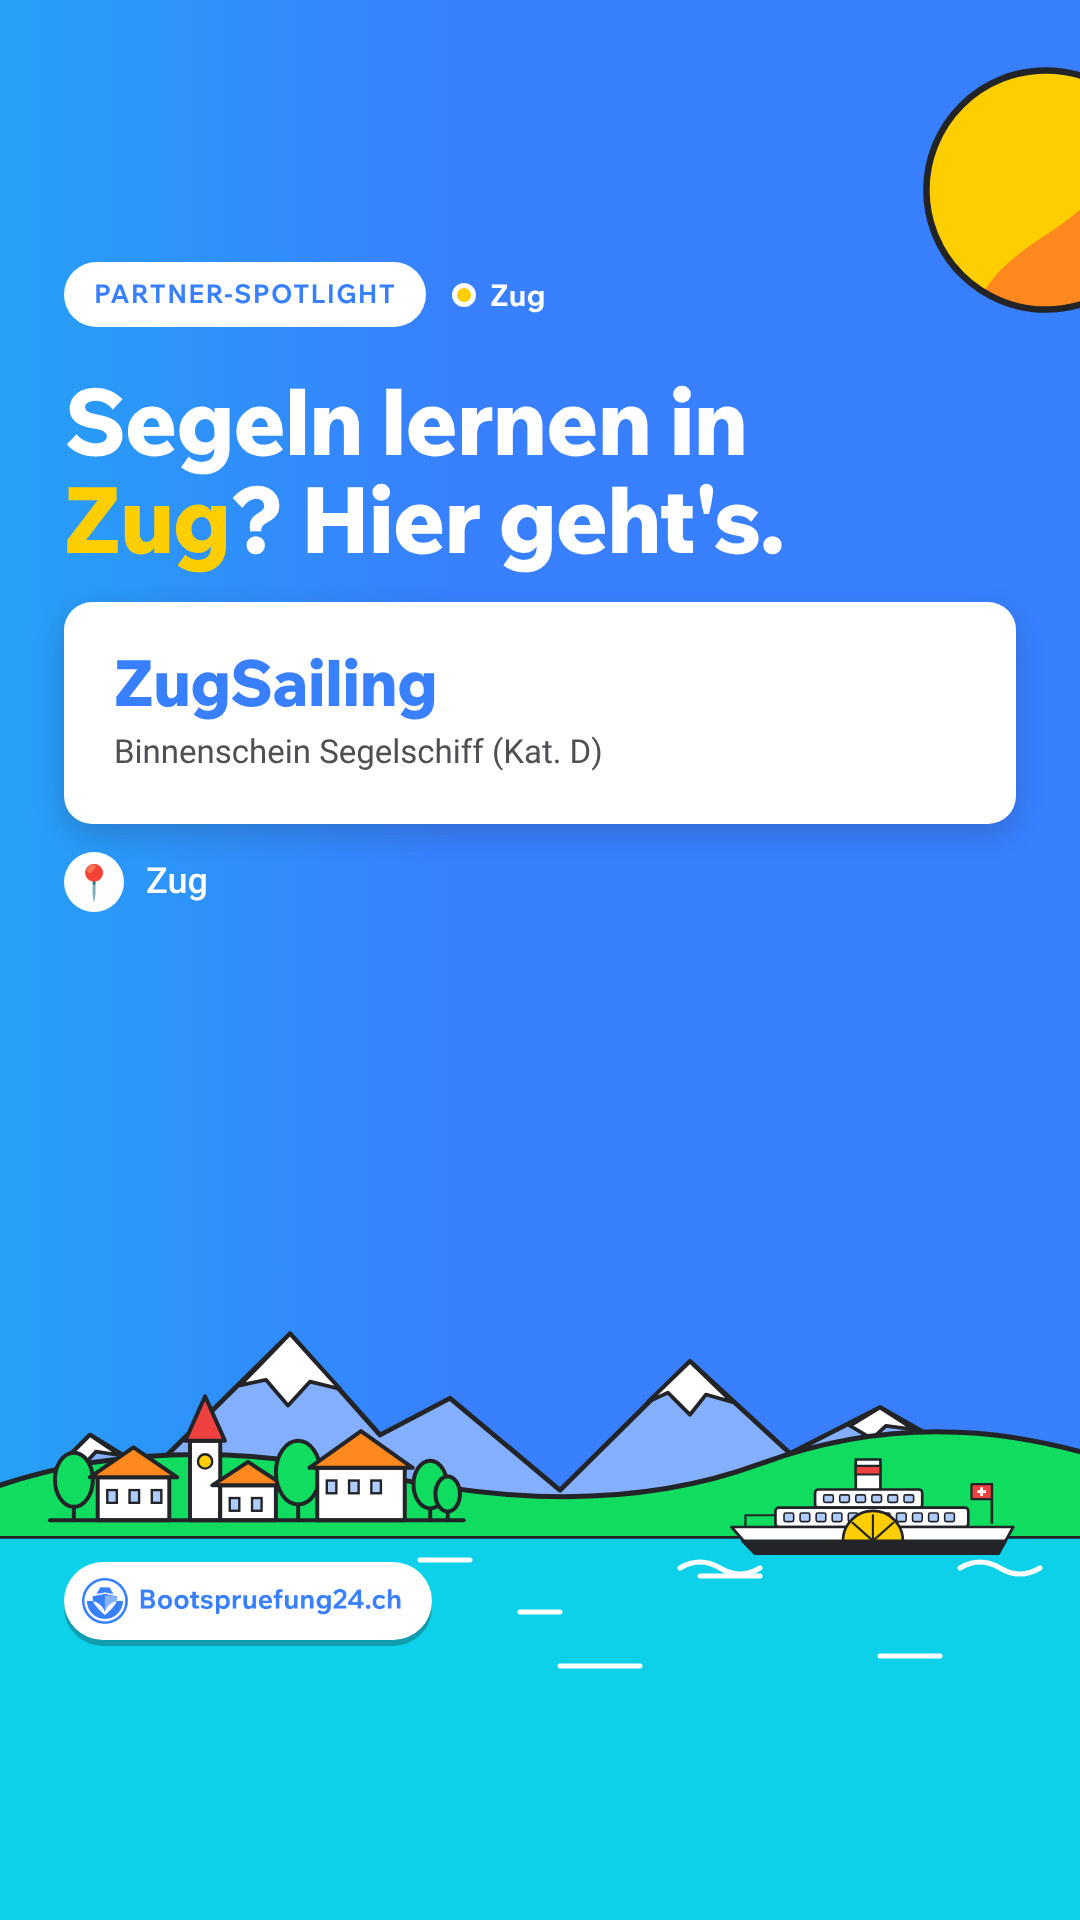 PARTNER-SPOTLIGHT
Zug
Segeln lernen in
Zug? Hier geht's.
ZugSailing
Binnenschein Segelschiff (Kat. D)
Zug
Bootspruefung24.ch